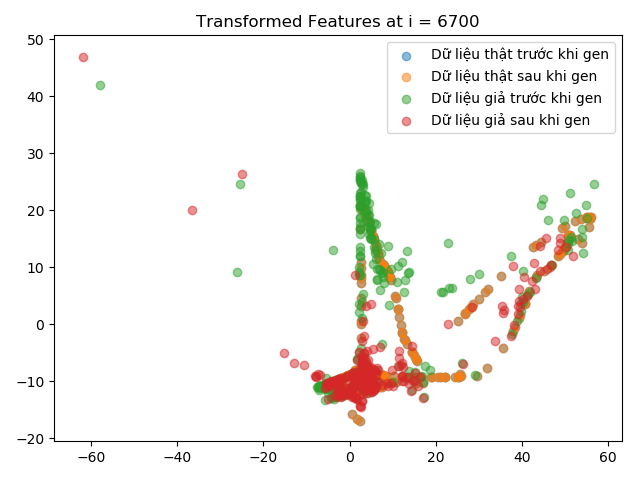 Transformed Features at i = 6700
Dữ liệu thật trước khi gen
Dữ liệu thật sau khi gen
Dữ liệu giả trước khi gen
Dữ liệu giả sau khi gen
50
40
30
20
10
0
−10
−20
−60 −40 −20 0 20 40 60